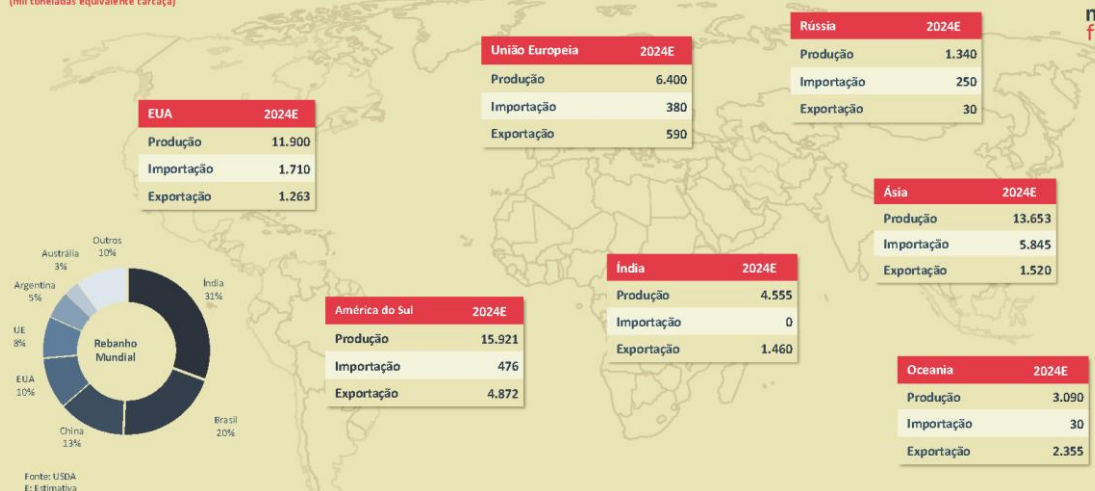 (mil toneladas equivalente carcaça)
EUA 2024E
Produção 11.900
Importação 1.710
Exportação 1.263
União Europeia 2024E
Produção 6.400
Importação 380
Exportação 590
Rússia 2024E
Produção 1.340
Importação 250
Exportação 30
Ásia 2024E
Produção 13.653
Importação 5.845
Exportação 1.520
Índia 2024E
Produção 4.555
Importação 0
Exportação 1.460
América do Sul 2024E
Produção 15.921
Importação 476
Exportação 4.872
Oceania 2024E
Produção 3.090
Importação 30
Exportação 2.355
Rebanho
Mundial
Índia
31%
Brasil
20%
China
13%
EUA
10%
UE
8%
Argentina
5%
Austrália
3%
Outros
10%
Fonte: USDA
E: Estimativa